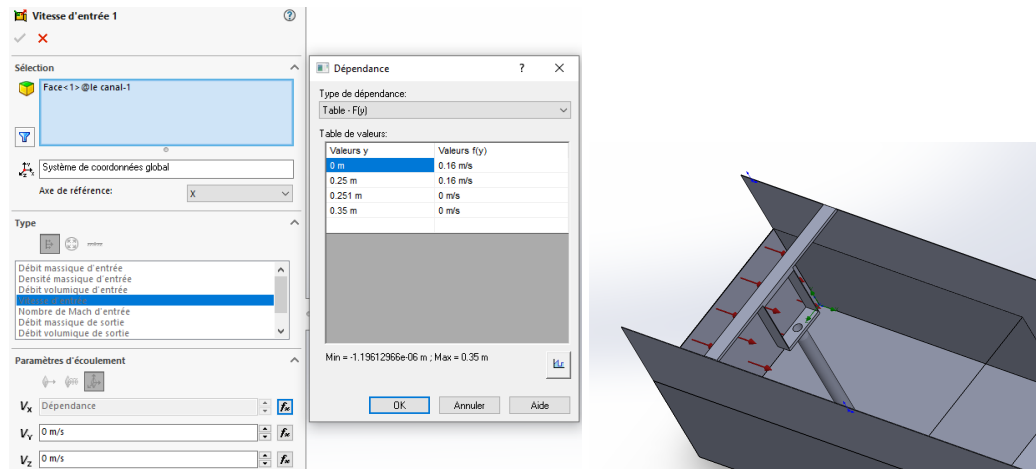 Vitesse d'entrée 1
Sélection
Face<1>@le canal-1
Système de coordonnées global
Axe de référence:
X
Type
Débit massique d'entrée
Densité massique d'entrée
Débit volumique d'entrée
Vitesse d'entrée
Nombre de Mach d'entrée
Débit massique de sortie
Débit volumique de sortie
Paramètres d'écoulement
Vx Dépendance
VY 0 m/s
Vz 0 m/s
Dépendance
Type de dépendance:
Table - F(y)
Table de valeurs:
Valeurs y Valeurs f(y)
0 m 0.16 m/s
0.25 m 0.16 m/s
0.251 m 0 m/s
0.35 m 0 m/s
Min = -1.19612966e-06 m ; Max = 0.35 m
OK Annuler Aide